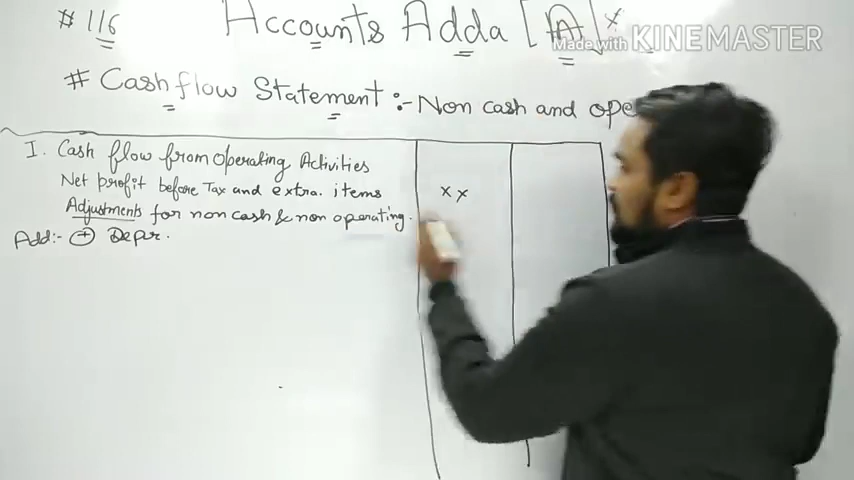 # 116 Accounts Adda [AA] x
Made with KINEMASTER
# Cash flow Statement :- Non cash and ope
I. Cash flow from Operating Activities
Net profit before Tax and extra. items xx
Adjustments for non cash & non operating.
Add:- + Depr.